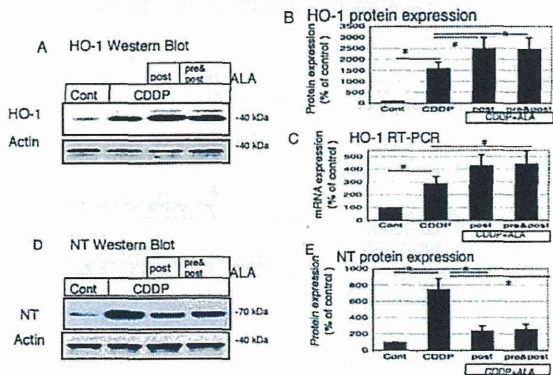 A HO-1 Western Blot
post pre& post ALA
Cont CDDP
HO-1
-40 kDa
Actin
-40 kDa
B HO-1 protein expression
Protein expression (% of control)
3500
3000
2500
2000
1500
1000
500
0
*
*
*
Cont CDDP post pre&post
CDDP+ALA
C HO-1 RT-PCR
mRNA expression (% of control)
500
400
300
200
100
0
*
*
Cont CDDP post pre&post
CDDP+ALA
D NT Western Blot
post pre& post ALA
Cont CDDP
NT
-70 kDa
Actin
-40 kDa
E NT protein expression
Protein expression (% of control)
1000
800
600
400
200
0
*
*
*
Cont CDDP post pre&post
CDDP+ALA